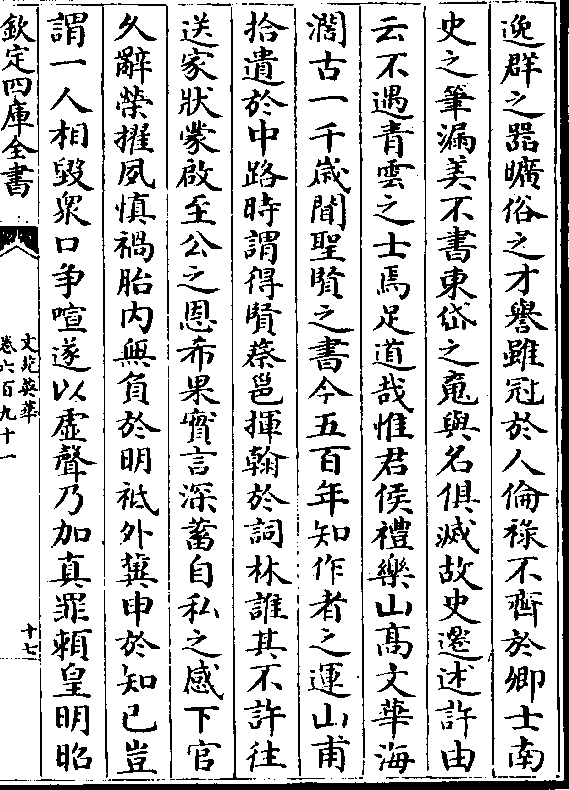 逸群之器曠俗之才譽雖冠於人倫祿不齊於卿士南
史之筆漏美不書東岱之䰟與名俱滅故史遷述許由
云不遇青雲之士焉足道哉惟君侯禮樂山高文華海
濶古一千歲聞聖賢之書今五百年知作者之運山甫
拾遺於中路時謂得賢蔡邕揮翰於詞林誰其不許往
送家狀蒙啟至公之恩希果實言深蓄自私之感下官
久辭榮擢夙慎禍胎內無負於明祗外冀申於知已豈
謂一人相毀衆口爭喧遂以虛聲乃加真罪賴皇明昭
欽定四庫全書
文苑英華
卷六百九十一
十七